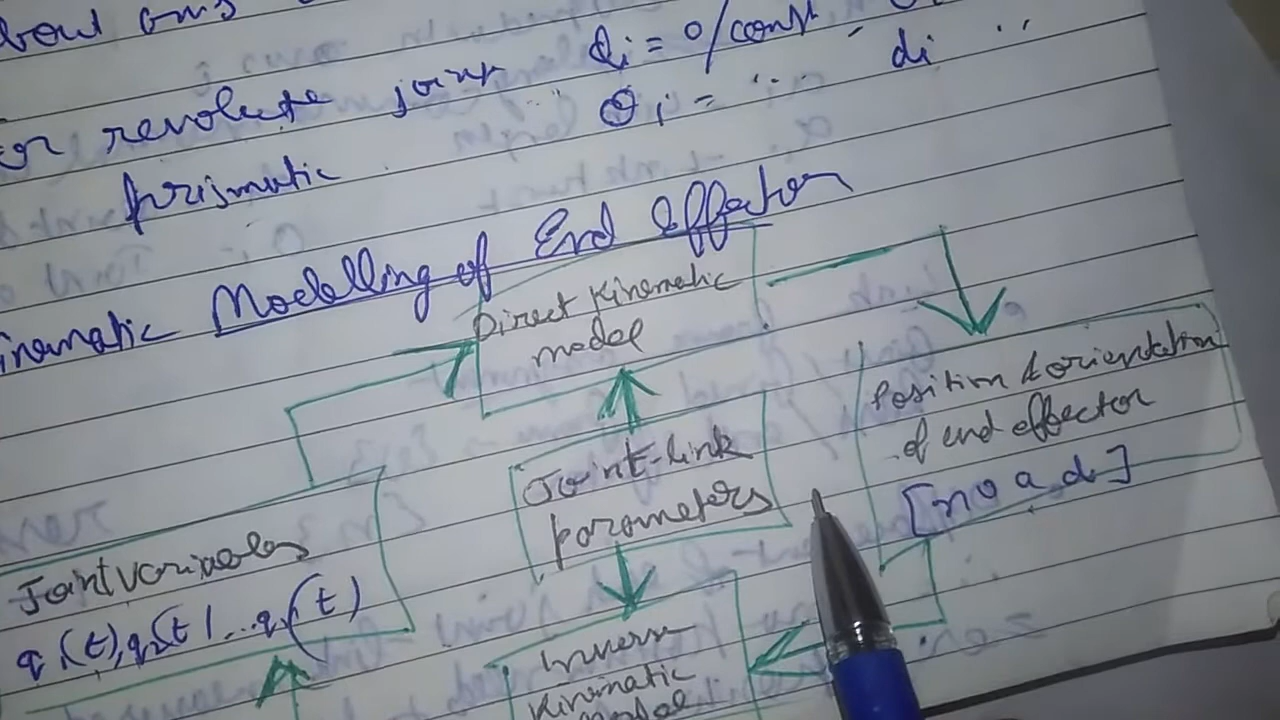 revolute joint di = 0/const
prismatic θi = di
Kinematic Modelling of End effector
Direct Kinematic
model
Position & orientation
of end effector
[n o a d]
Joint-link
parameters
Joint variables
q1(t), q2(t)...qn(t)
Inverse
Kinematic
Model